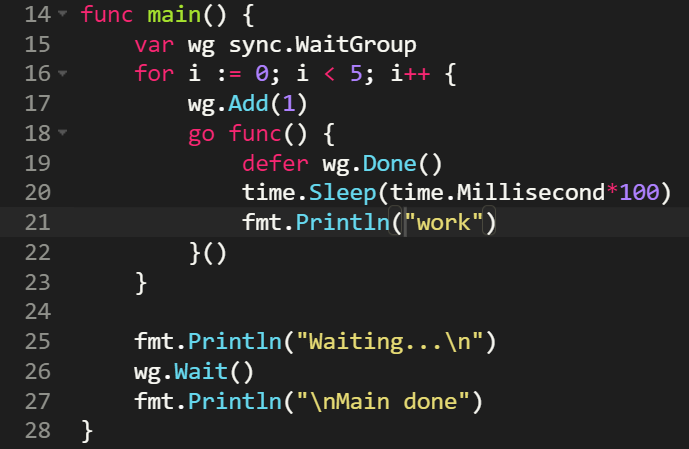 14 func main() {
15     var wg sync.WaitGroup
16     for i := 0; i < 5; i++ {
17         wg.Add(1)
18         go func() {
19             defer wg.Done()
20             time.Sleep(time.Millisecond*100)
21             fmt.Println("work")
22         }()
23     }
24
25     fmt.Println("Waiting...\n")
26     wg.Wait()
27     fmt.Println("\nMain done")
28 }